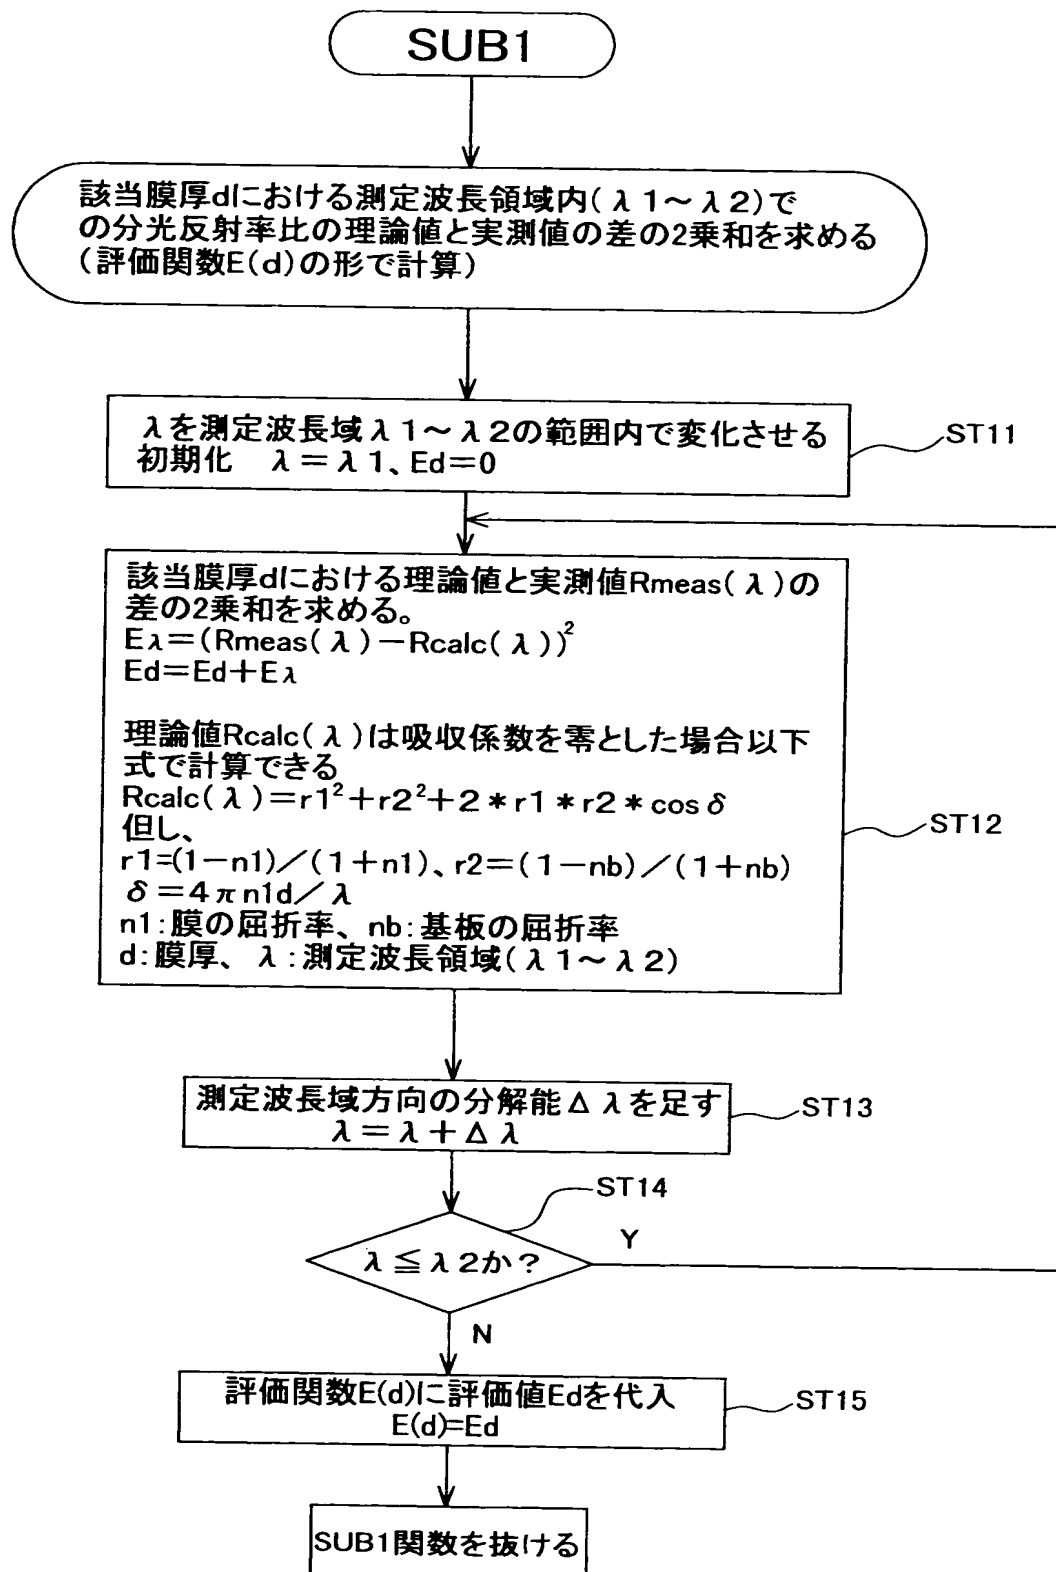 SUB1
該当膜厚dにおける測定波長領域内(λ1～λ2)で
の分光反射率比の理論値と実測値の差の2乗和を求める
(評価関数E(d)の形で計算)
λを測定波長域λ1～λ2の範囲内で変化させる
初期化　λ＝λ1、Ed＝0
ST11
該当膜厚dにおける理論値と実測値Rmeas(λ)の
差の2乗和を求める。
Eλ＝(Rmeas(λ)－Rcalc(λ))²
Ed＝Ed＋Eλ
理論値Rcalc(λ)は吸収係数を零とした場合以下
式で計算できる
Rcalc(λ)＝r1²＋r2²＋2＊r1＊r2＊cosδ
但し、
r1=(1－n1)／(1＋n1)、r2＝(1－nb)／(1＋nb)
δ＝4πn1d／λ
n1:膜の屈折率、nb:基板の屈折率
d:膜厚、λ:測定波長領域(λ1～λ2)
ST12
測定波長域方向の分解能Δλを足す
λ＝λ＋Δλ
ST13
ST14
λ≦λ2か？
Y
N
評価関数E(d)に評価値Edを代入
E(d)=Ed
ST15
SUB1関数を抜ける